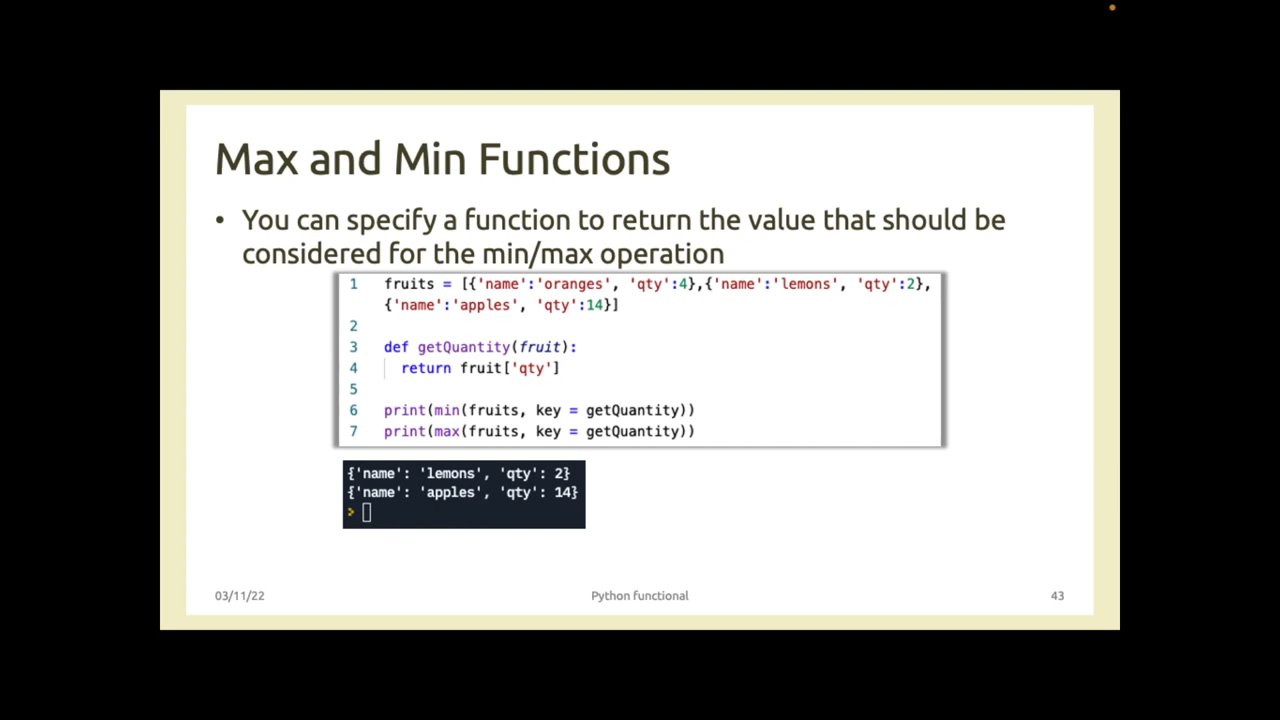 Max and Min Functions
• You can specify a function to return the value that should be
considered for the min/max operation
1 fruits = [{'name':'oranges', 'qty':4},{'name':'lemons', 'qty':2},
{'name':'apples', 'qty':14}]
2
3 def getQuantity(fruit):
4 return fruit['qty']
5
6 print(min(fruits, key = getQuantity))
7 print(max(fruits, key = getQuantity))
{'name': 'lemons', 'qty': 2}
{'name': 'apples', 'qty': 14}
>
03/11/22 Python functional 43